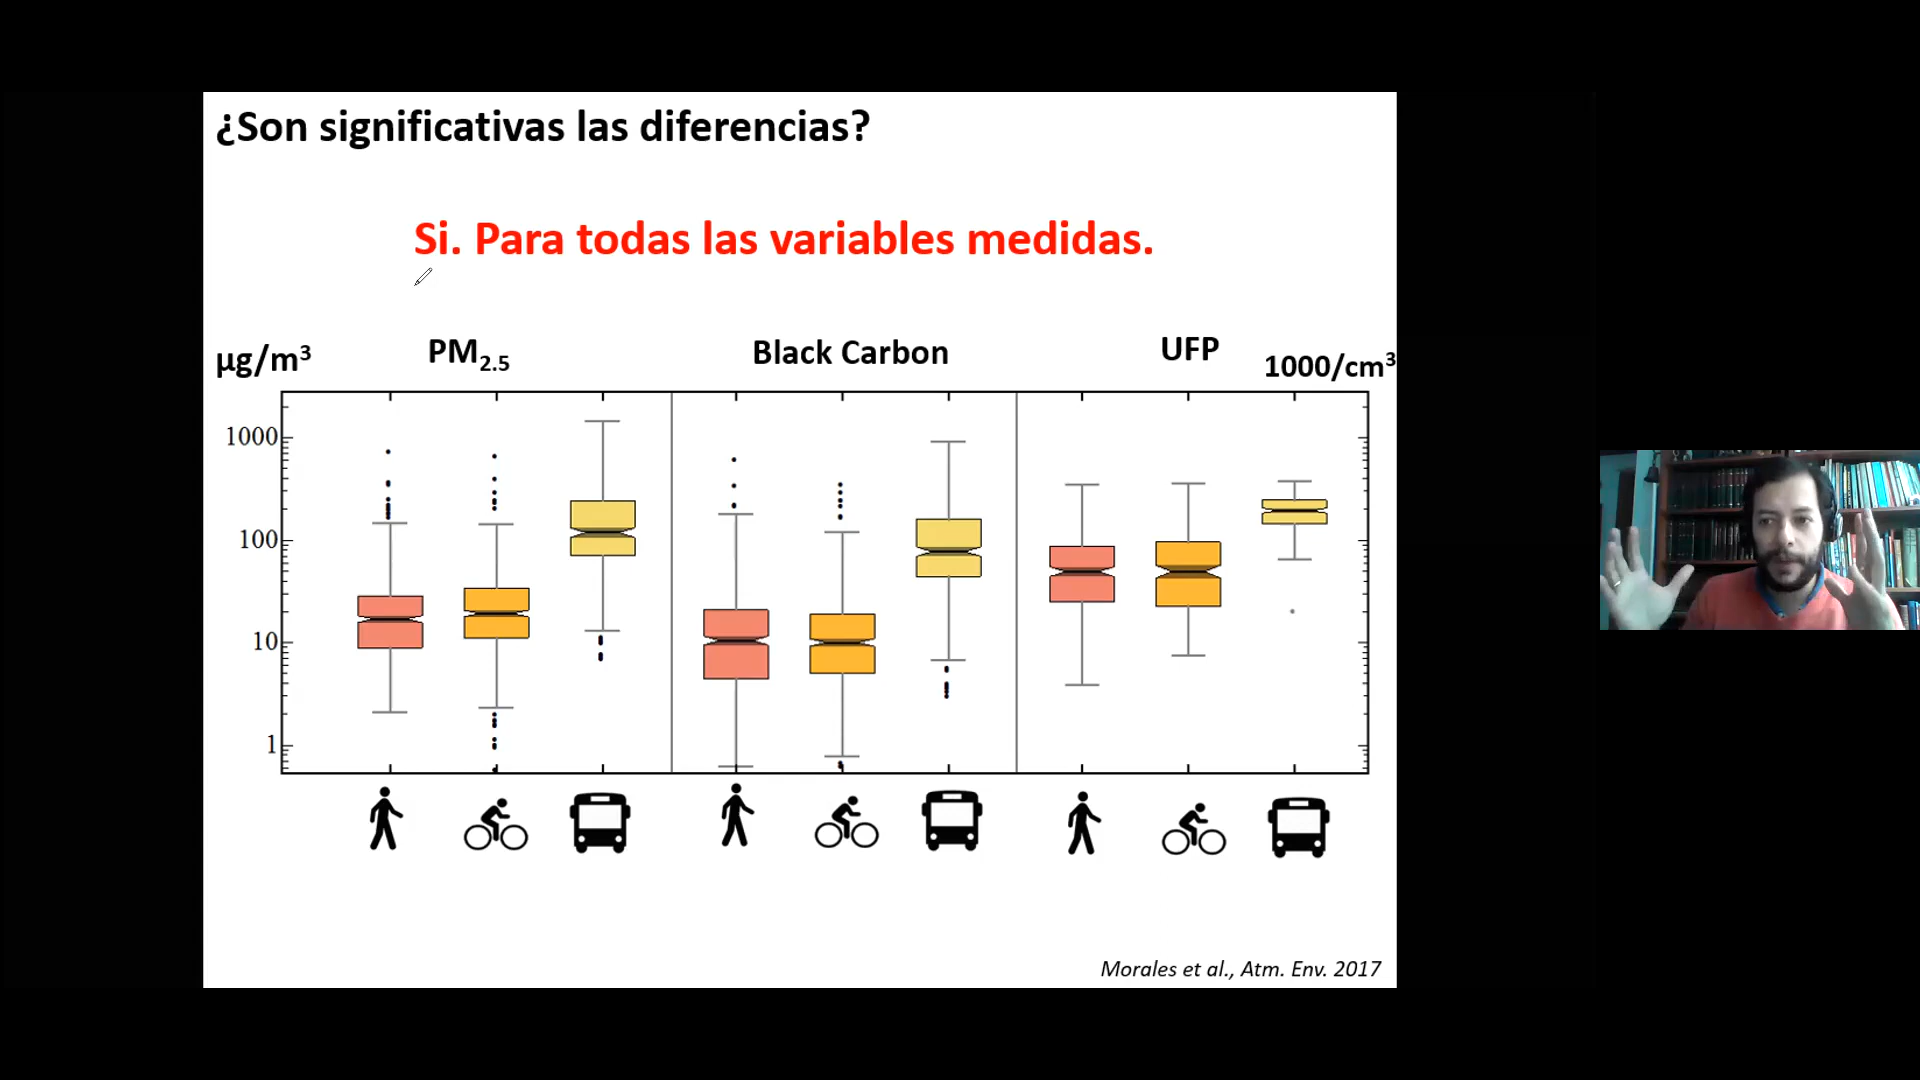 ¿Son significativas las diferencias?
Si. Para todas las variables medidas.
µg/m³
PM₂.₅
Black Carbon
UFP
1000/cm³
1000
100
10
1
Morales et al., Atm. Env. 2017